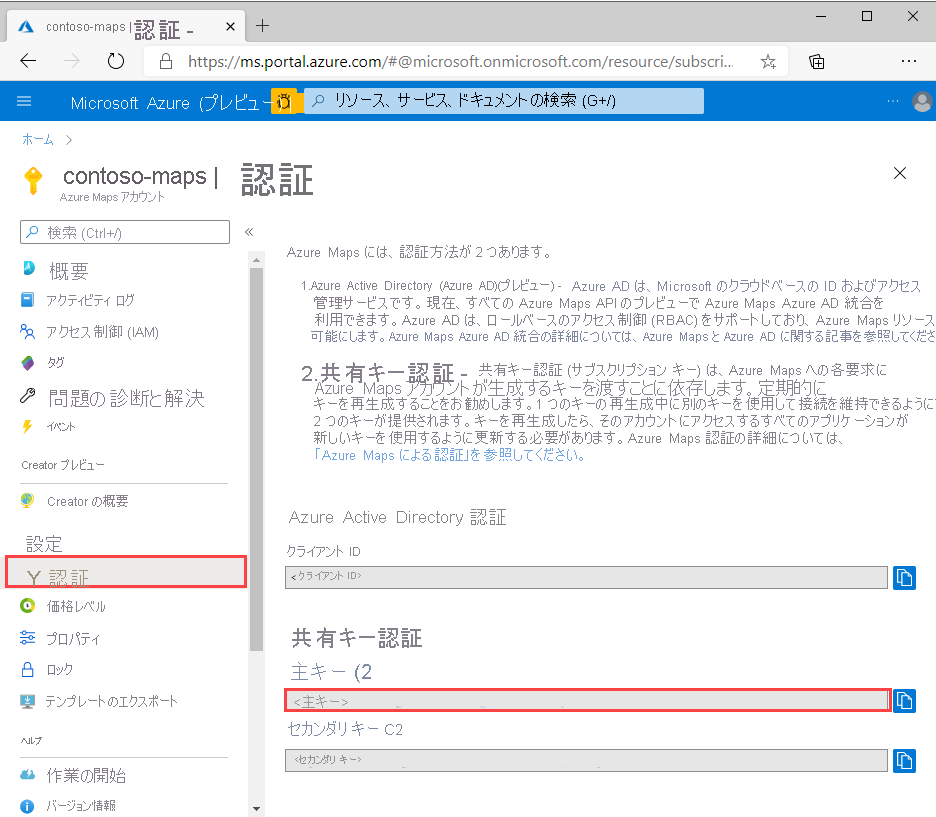 contoso-maps | 認証 -
https://ms.portal.azure.com/#@microsoft.onmicrosoft.com/resource/subscri...
Microsoft Azure (プレビュー
リソース、サービス、ドキュメントの検索 (G+/)
ホーム
contoso-maps | 認証
Azure Maps アカウント
検索 (Ctrl+/)
概要
アクティビティ ログ
アクセス制御 (IAM)
タグ
問題の診断と解決
イベント
Creator プレビュー
Creator の概要
設定
認証
価格レベル
プロパティ
ロック
テンプレートのエクスポート
ヘルプ
作業の開始
バージョン情報
Azure Maps には、認証方法が 2 つあります。
1.Azure Active Directory (Azure AD)(プレビュー) - Azure AD は、Microsoft のクラウドベースの ID およびアクセス
管理サービスです。現在、すべての Azure Maps API のプレビューで Azure Maps Azure AD 統合を
利用できます。Azure AD は、ロールベースのアクセス制御 (RBAC) をサポートしており、Azure Maps リソース
可能にします。Azure Maps Azure AD 統合の詳細については、Azure Maps と Azure AD に関する記事を参照してくださ
2.共有キー認証 - 共有キー認証 (サブスクリプション キー) は、Azure Maps への各要求に
Azure Maps アカウントが生成するキーを渡すことに依存します。定期的に
キーを再生成することをお勧めします。1 つのキーの再生成中に別のキーを使用して接続を維持できるように
2 つのキーが提供されます。キーを再生成したら、そのアカウントにアクセスするすべてのアプリケーションが
新しいキーを使用するように更新する必要があります。Azure Maps 認証の詳細については、
「Azure Maps による認証」を参照してください。
Azure Active Directory 認証
クライアント ID
<クライアント ID>
共有キー認証
主キー (2
<主キー>
セカンダリ キー C2
<セカンダリ キー>